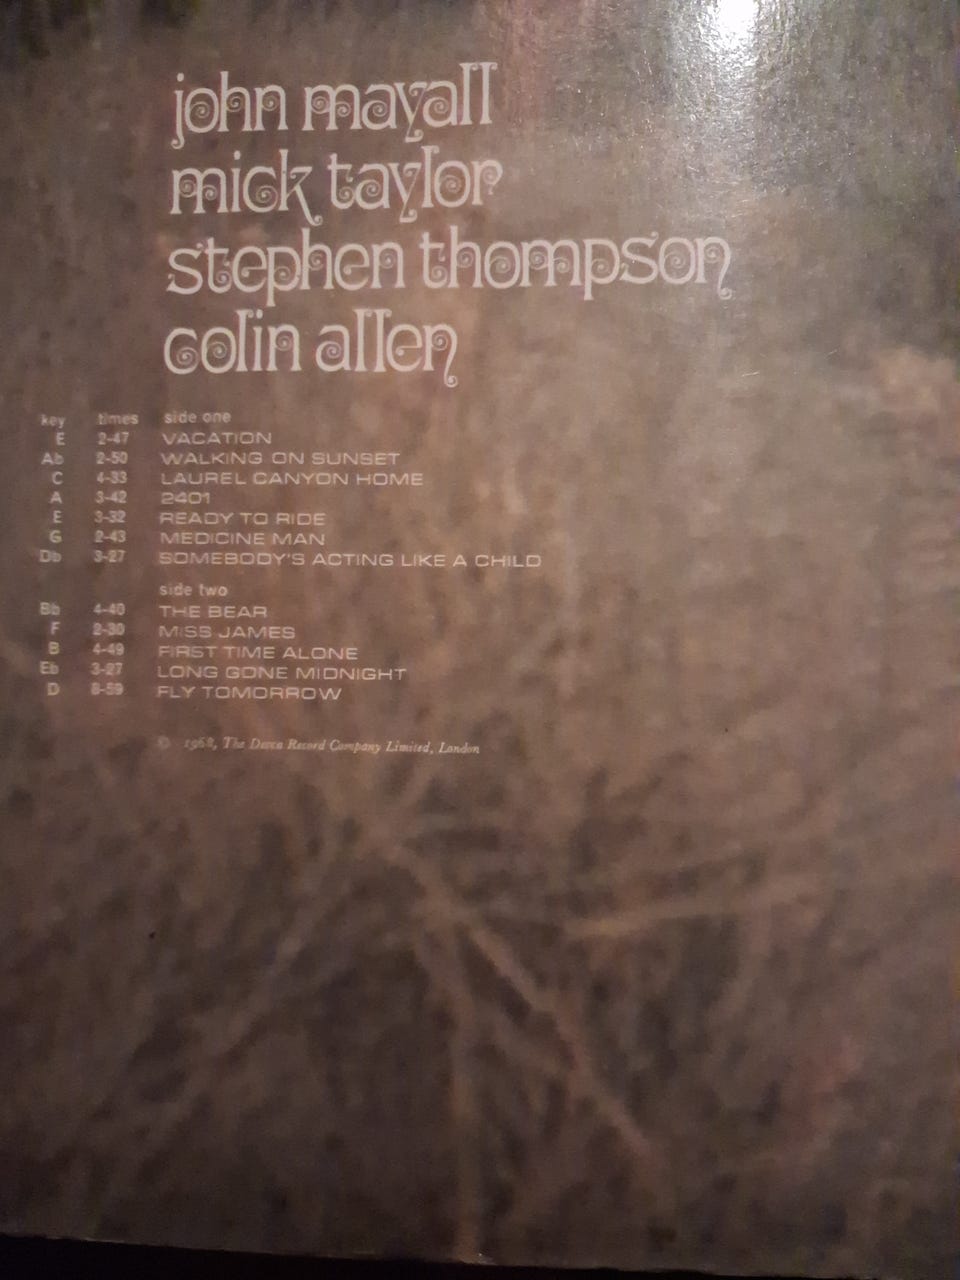 john mayall
mick taylor
stephen thompson
colin allen
key times side one
E 2-47 VACATION
Ab 2-50 WALKING ON SUNSET
C 4-33 LAUREL CANYON HOME
A 3-42 2401
E 3-32 READY TO RIDE
G 2-43 MEDICINE MAN
Db 3-27 SOMEBODY'S ACTING LIKE A CHILD
side two
Bb 4-40 THE BEAR
F 2-30 MISS JAMES
B 4-49 FIRST TIME ALONE
Eb 3-27 LONG GONE MIDNIGHT
D 8-59 FLY TOMORROW
© 1968, The Decca Record Company Limited, London